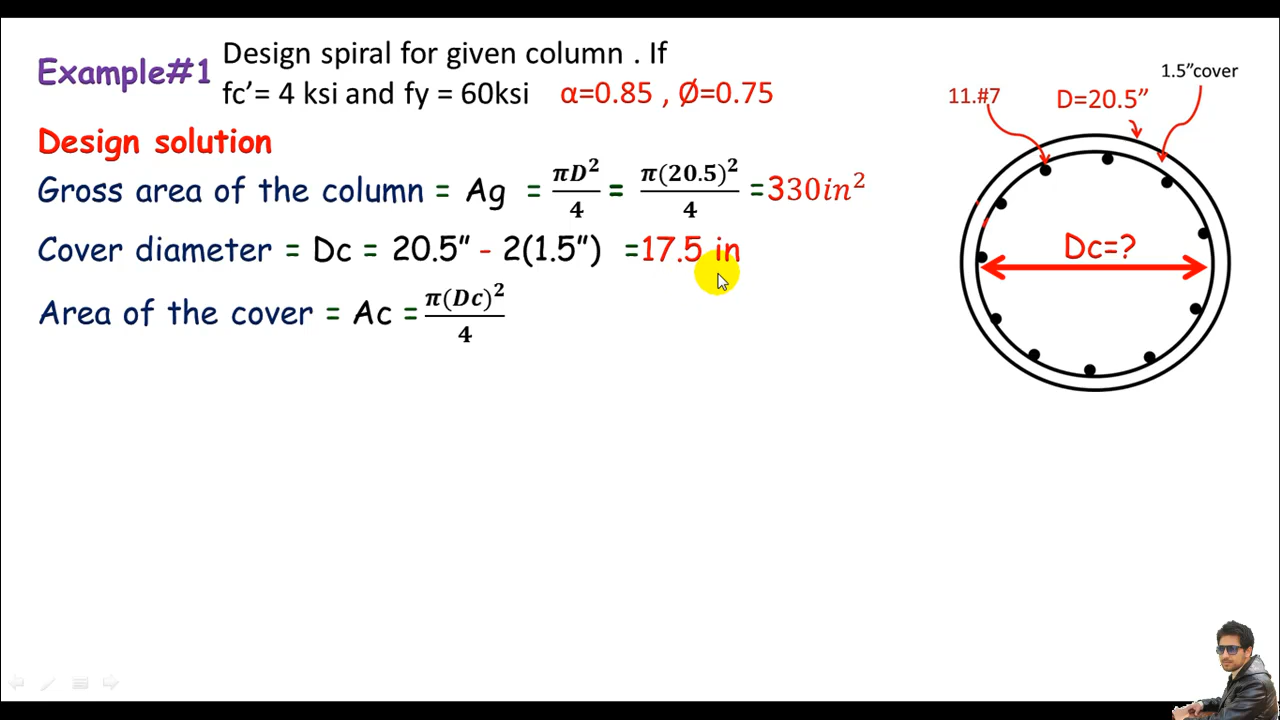 Example#1 Design spiral for given column . If
fc’= 4 ksi and fy = 60ksi α=0.85 , Ø=0.75
Design solution
Gross area of the column = Ag = πD²/4 = π(20.5)²/4 =330in²
Cover diameter = Dc = 20.5” - 2(1.5”) =17.5 in
Area of the cover = Ac = π(Dc)²/4
1.5”cover
11.#7 D=20.5”
Dc=?